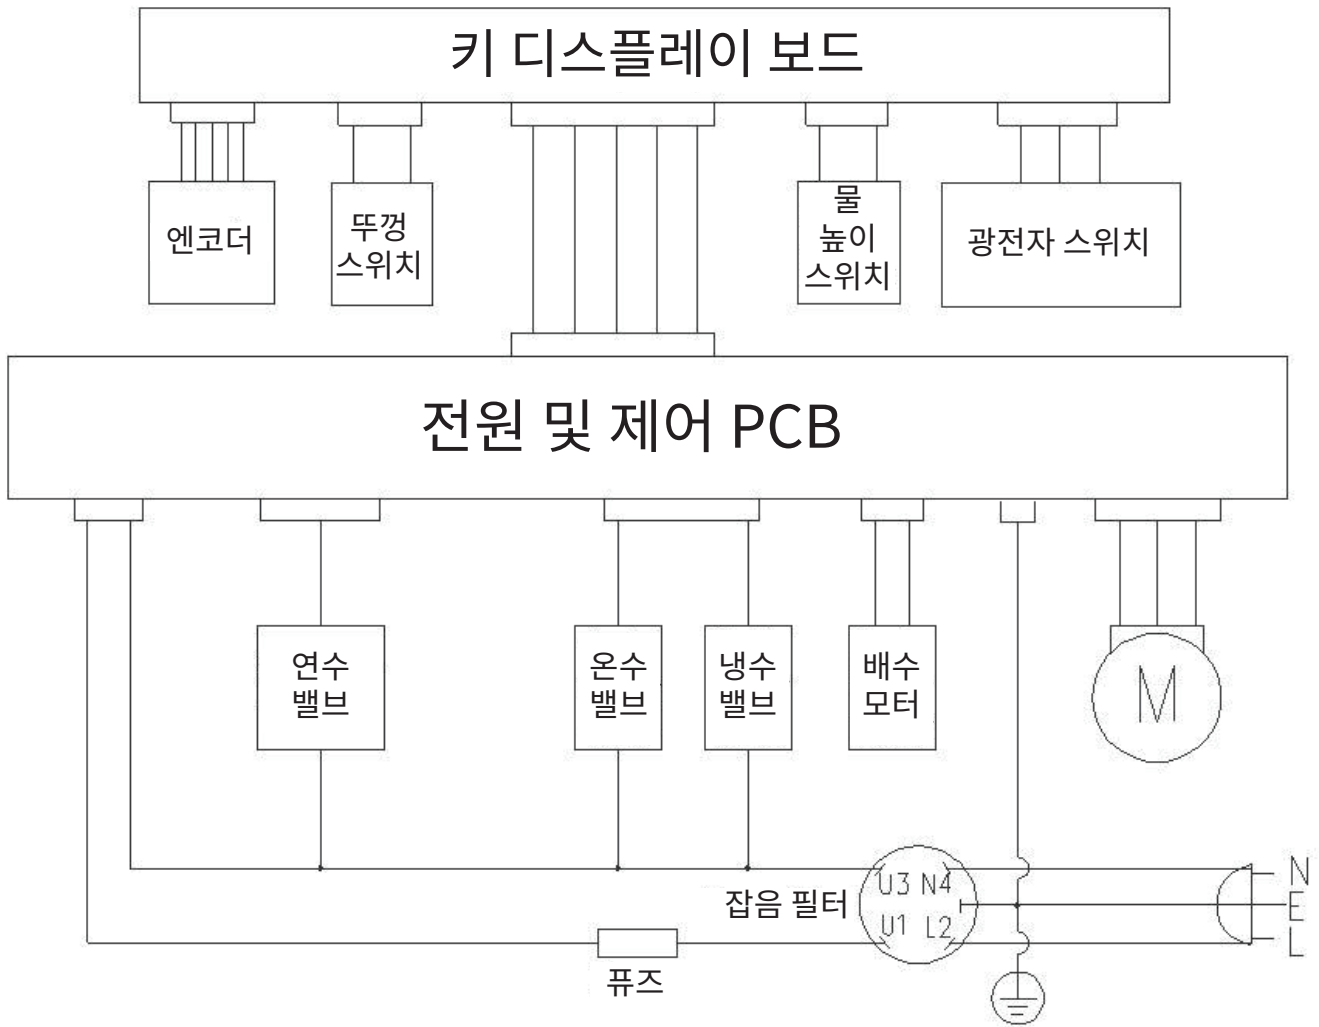 키 디스플레이 보드
엔코더
뚜껑
스위치
물
높이
스위치
광전자 스위치
전원 및 제어 PCB
연수
밸브
온수
밸브
냉수
밸브
배수
모터
M
잡음 필터
U3 N4
U1 L2
N
E
L
퓨즈